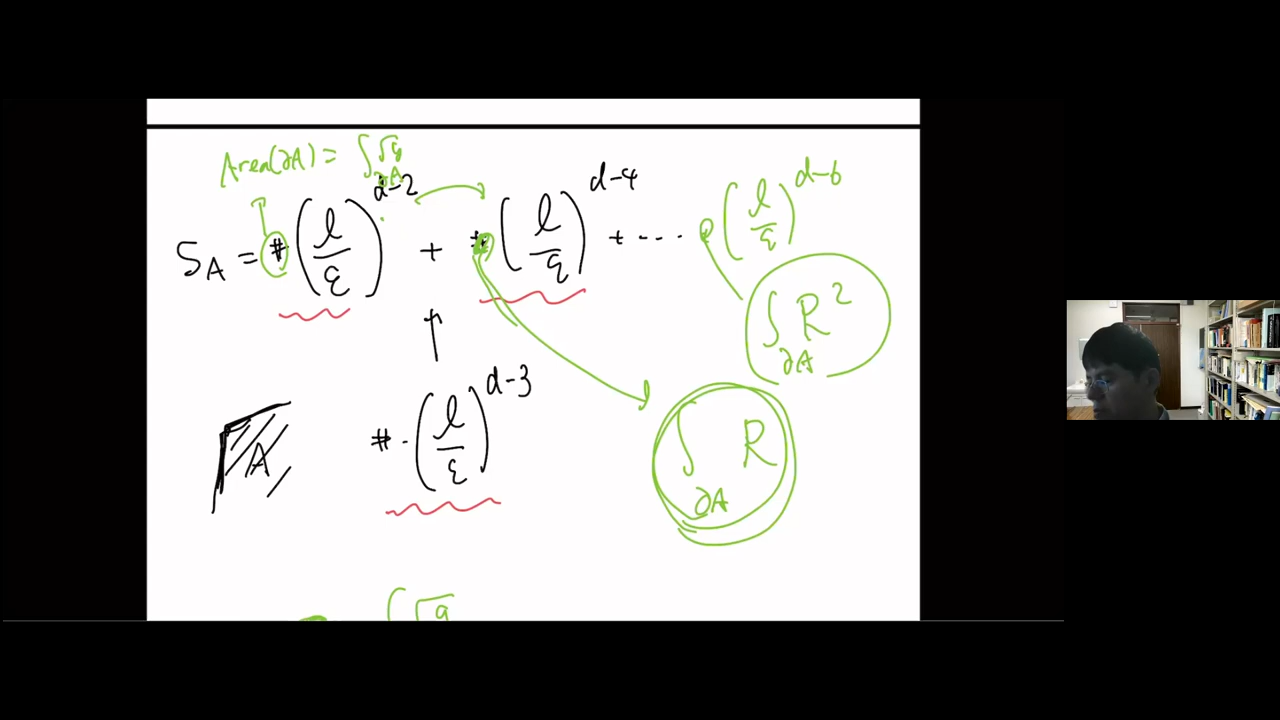 Area(∂A) = ∫_{∂A} √g
S_A = # (l/ε)^{d-2} + # (l/ε)^{d-4} + ⋯ (l/ε)^{d-6}
∫_{∂A} R²
# · (l/ε)^{d-3}
A
∫_{∂A} R
∫ √g